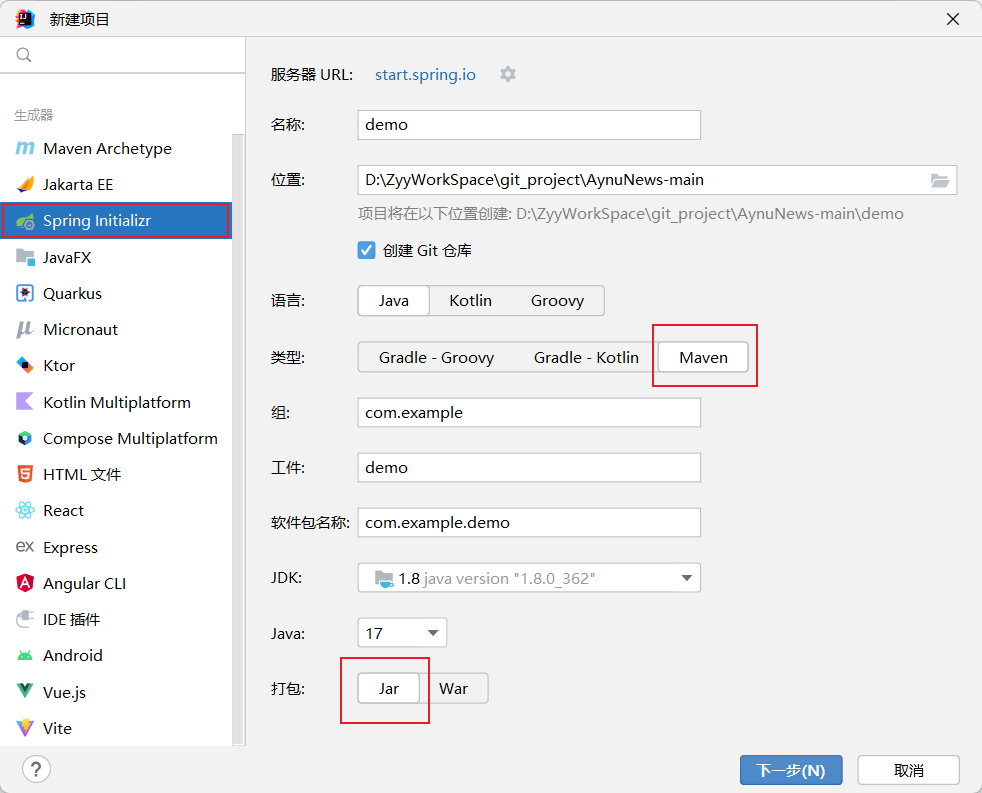 新建项目
生成器
Maven Archetype
Jakarta EE
Spring Initializr
JavaFX
Quarkus
Micronaut
Ktor
Kotlin Multiplatform
Compose Multiplatform
HTML 文件
React
Express
Angular CLI
IDE 插件
Android
Vue.js
Vite
服务器 URL: start.spring.io
名称: demo
位置: D:\ZyyWorkSpace\git_project\AynuNews-main
项目将在以下位置创建: D:\ZyyWorkSpace\git_project\AynuNews-main\demo
创建 Git 仓库
语言: Java Kotlin Groovy
类型: Gradle - Groovy Gradle - Kotlin Maven
组: com.example
工件: demo
软件包名称: com.example.demo
JDK: 1.8 java version "1.8.0_362"
Java: 17
打包: Jar War
? 下一步(N) 取消